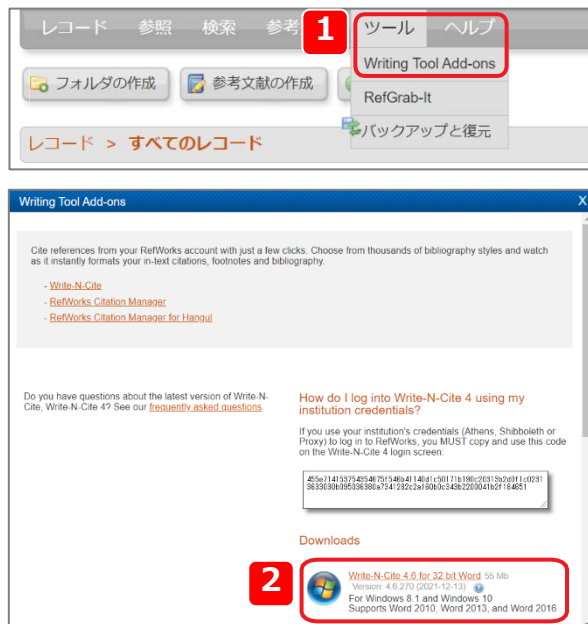 レコード 参照 検索 参考 1 ツール ヘルプ
Writing Tool Add-ons
フォルダの作成 参考文献の作成
RefGrab-It
バックアップと復元
レコード > すべてのレコード
Writing Tool Add-ons X
Cite references from your RefWorks account with just a few clicks. Choose from thousands of bibliography styles and watch
as it instantly formats your in-text citations, footnotes and bibliography.
- Write-N-Cite
- RefWorks Citation Manager
- RefWorks Citation Manager for Hangul
Do you have questions about the latest version of Write-N-
Cite, Write-N-Cite 4? See our frequently asked questions
How do I log into Write-N-Cite 4 using my
institution credentials?
If you use your institution's credentials (Athens, Shibboleth or
Proxy) to log in to RefWorks, you MUST copy and use this code
on the Write-N-Cite 4 login screen:
Downloads
2
Write-N-Cite 4.6 for 32 bit Word 55 Mb
Version: 4.6.270 (2021-12-13)
For Windows 8.1 and Windows 10
Supports Word 2010, Word 2013, and Word 2016